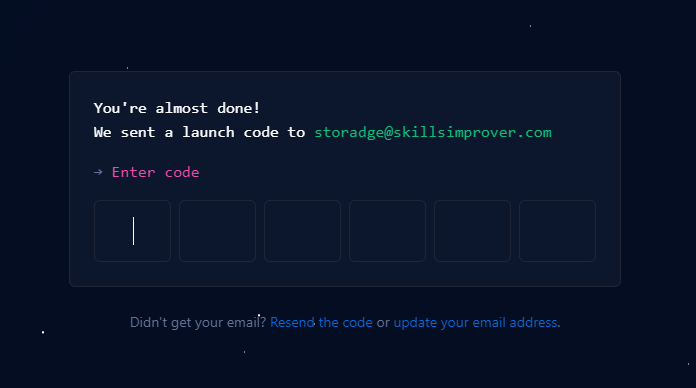 You're almost done!
We sent a launch code to storadge@skillsimprover.com
→ Enter code
Didn't get your email? Resend the code or update your email address.